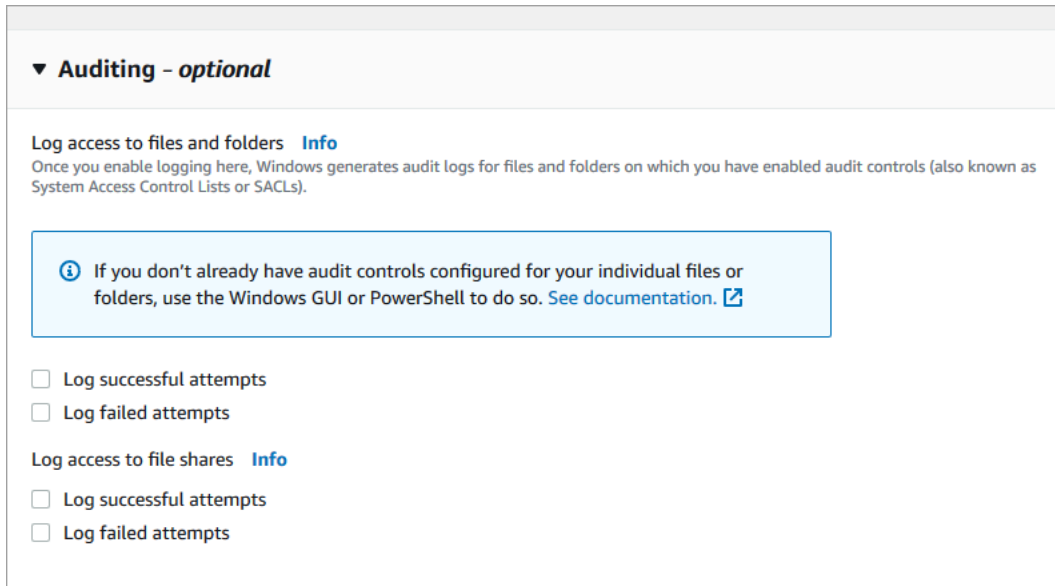 Auditing - optional
Log access to files and folders Info
Once you enable logging here, Windows generates audit logs for files and folders on which you have enabled audit controls (also known as
System Access Control Lists or SACLs).
If you don't already have audit controls configured for your individual files or
folders, use the Windows GUI or PowerShell to do so. See documentation.
Log successful attempts
Log failed attempts
Log access to file shares Info
Log successful attempts
Log failed attempts